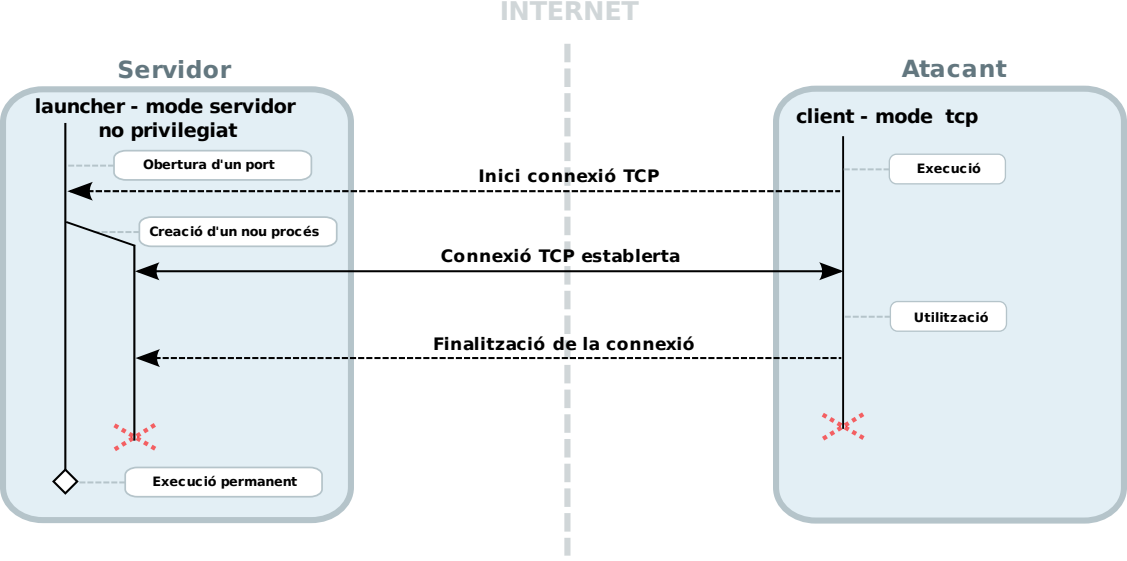 INTERNET
Servidor
Atacant
launcher - mode servidor
no privilegiat
client - mode tcp
Obertura d'un port
Execució
Inici connexió TCP
Creació d'un nou procés
Connexió TCP establerta
Utilització
Finalització de la connexió
Execució permanent